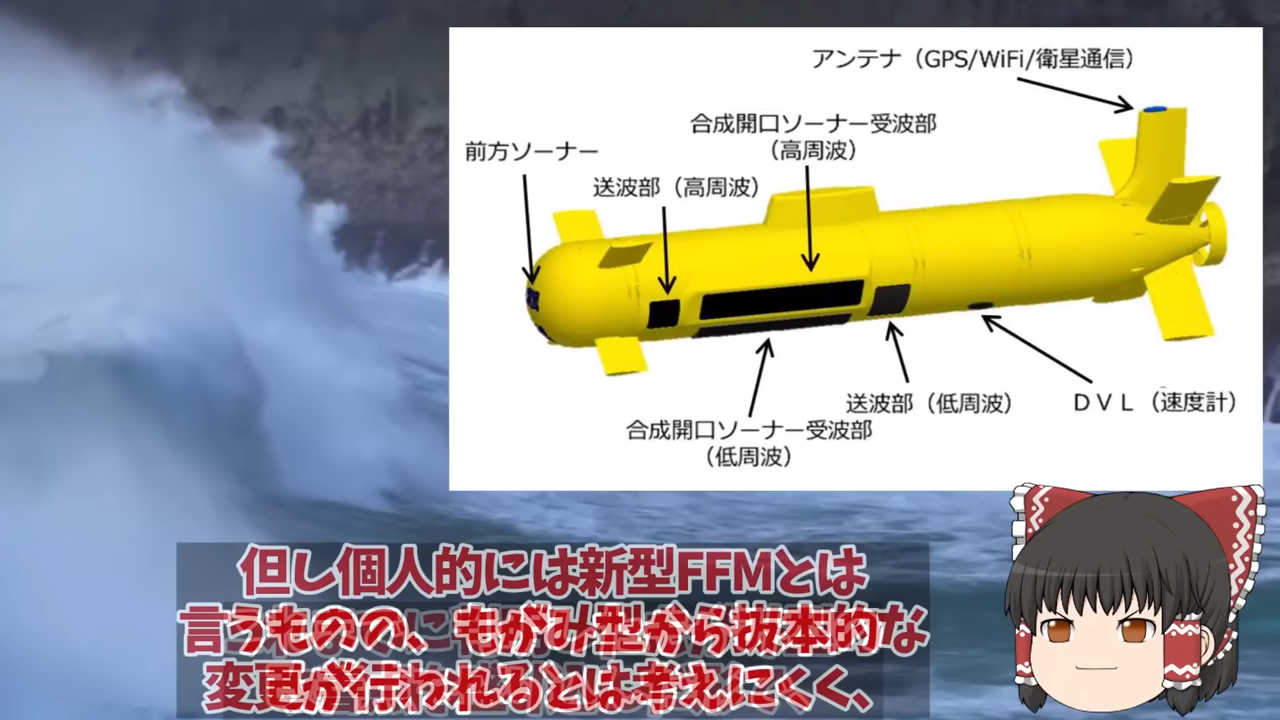 アンテナ（GPS/WiFi/衛星通信）
合成開口ソーナー受波部
（高周波）
前方ソーナー
送波部（高周波）
送波部（低周波）
DVL（速度計）
合成開口ソーナー受波部
（低周波）
但し個人的には新型FFMとは
言うものの、もがみ型から抜本的な
変更が行われるとは考えにくく、